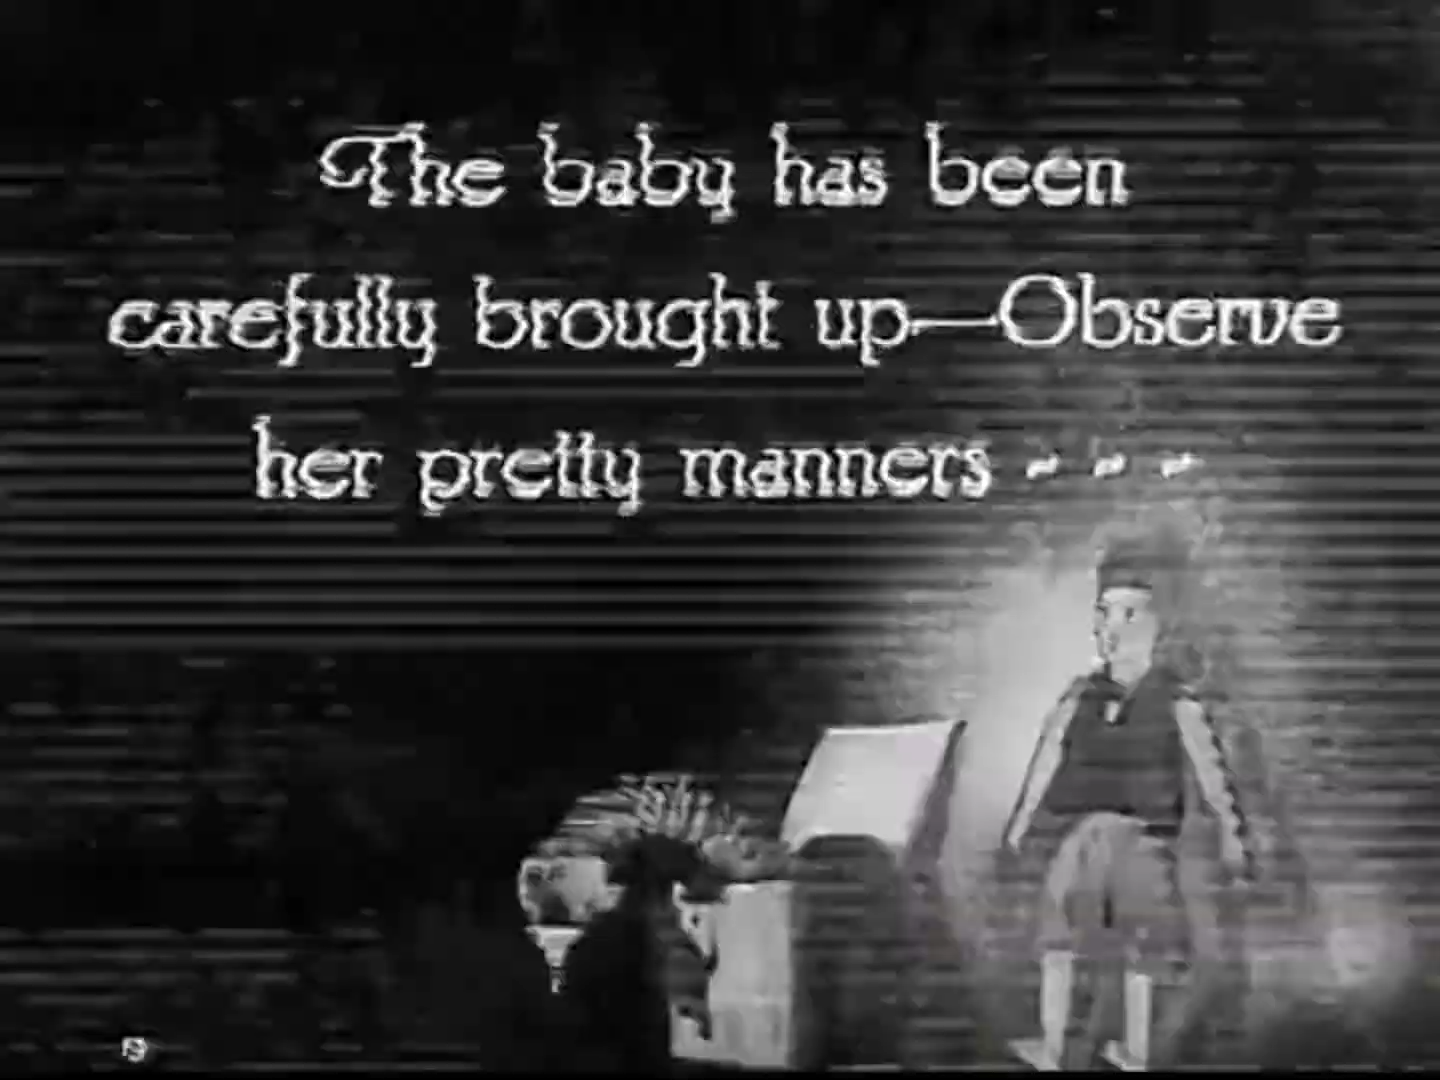 The baby has been
carefully brought up—Observe
her pretty manners - - -